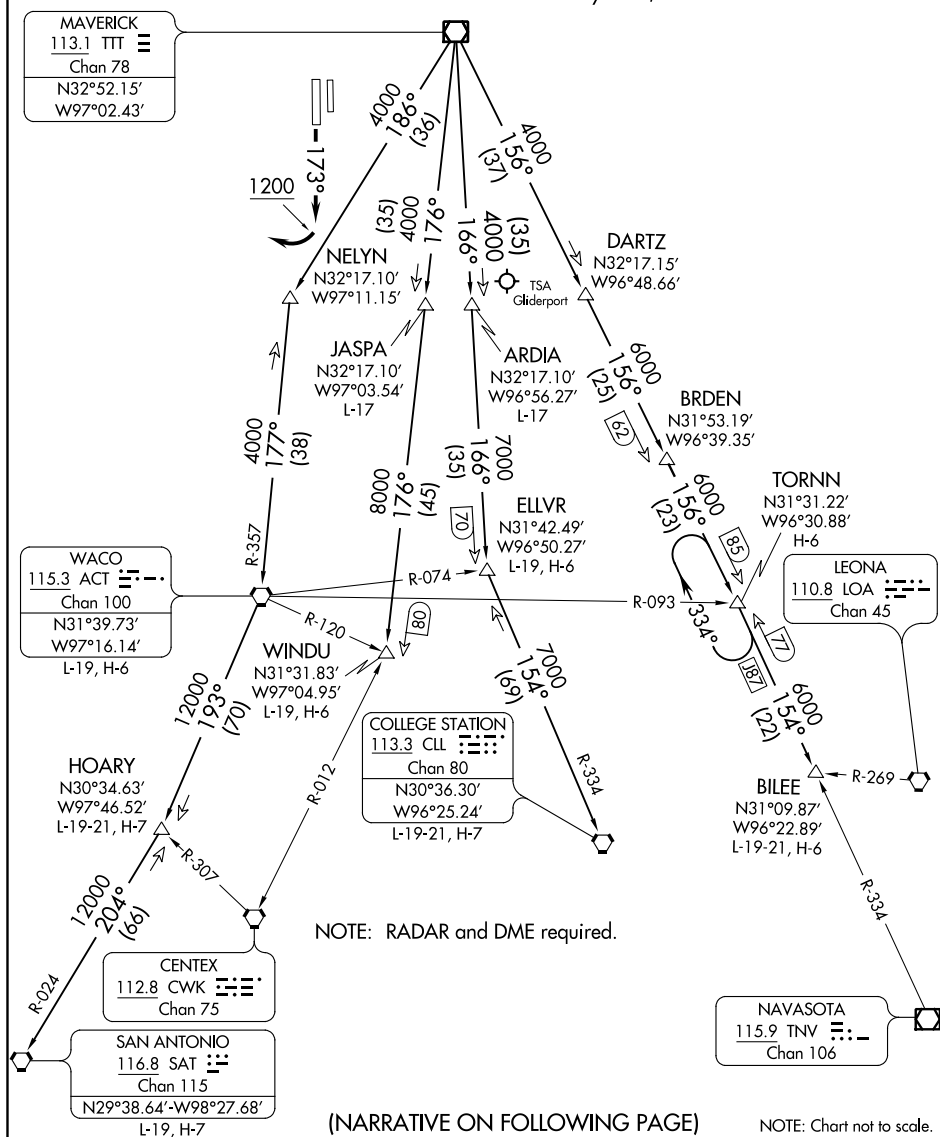 MAVERICK
113.1 TTT
Chan 78
N32°52.15'
W97°02.43'
173°
1200
4000
186°
(36)
(35)
4000
176°
(35)
4000
166°
4000
156°
(37)
NELYN
N32°17.10'
W97°11.15'
TSA
Gliderport
DARTZ
N32°17.15'
W96°48.66'
JASPA
N32°17.10'
W97°03.54'
L-17
ARDIA
N32°17.10'
W96°56.27'
L-17
6000
156°
(25)
62
BRDEN
N31°53.19'
W96°39.35'
4000
177°
(38)
R-357
8000
176°
(45)
7000
166°
(35)
70
ELLVR
N31°42.49'
W96°50.27'
L-19, H-6
6000
156°
(23)
85
TORNN
N31°31.22'
W96°30.88'
H-6
WACO
115.3 ACT
Chan 100
N31°39.73'
W97°16.14'
L-19, H-6
R-074
R-093
R-120
LEONA
110.8 LOA
Chan 45
334°
77
J87
80
WINDU
N31°31.83'
W97°04.95'
L-19, H-6
12000
193°
(70)
7000
154°
(69)
6000
154°
(22)
COLLEGE STATION
113.3 CLL
Chan 80
N30°36.30'
W96°25.24'
L-19-21, H-7
R-334
R-012
HOARY
N30°34.63'
W97°46.52'
L-19-21, H-7
BILEE
N31°09.87'
W96°22.89'
L-19-21, H-6
R-269
R-307
12000
204°
(66)
R-024
R-334
NOTE: RADAR and DME required.
CENTEX
112.8 CWK
Chan 75
NAVASOTA
115.9 TNV
Chan 106
SAN ANTONIO
116.8 SAT
Chan 115
N29°38.64'-W98°27.68'
L-19, H-7
(NARRATIVE ON FOLLOWING PAGE)
NOTE: Chart not to scale.